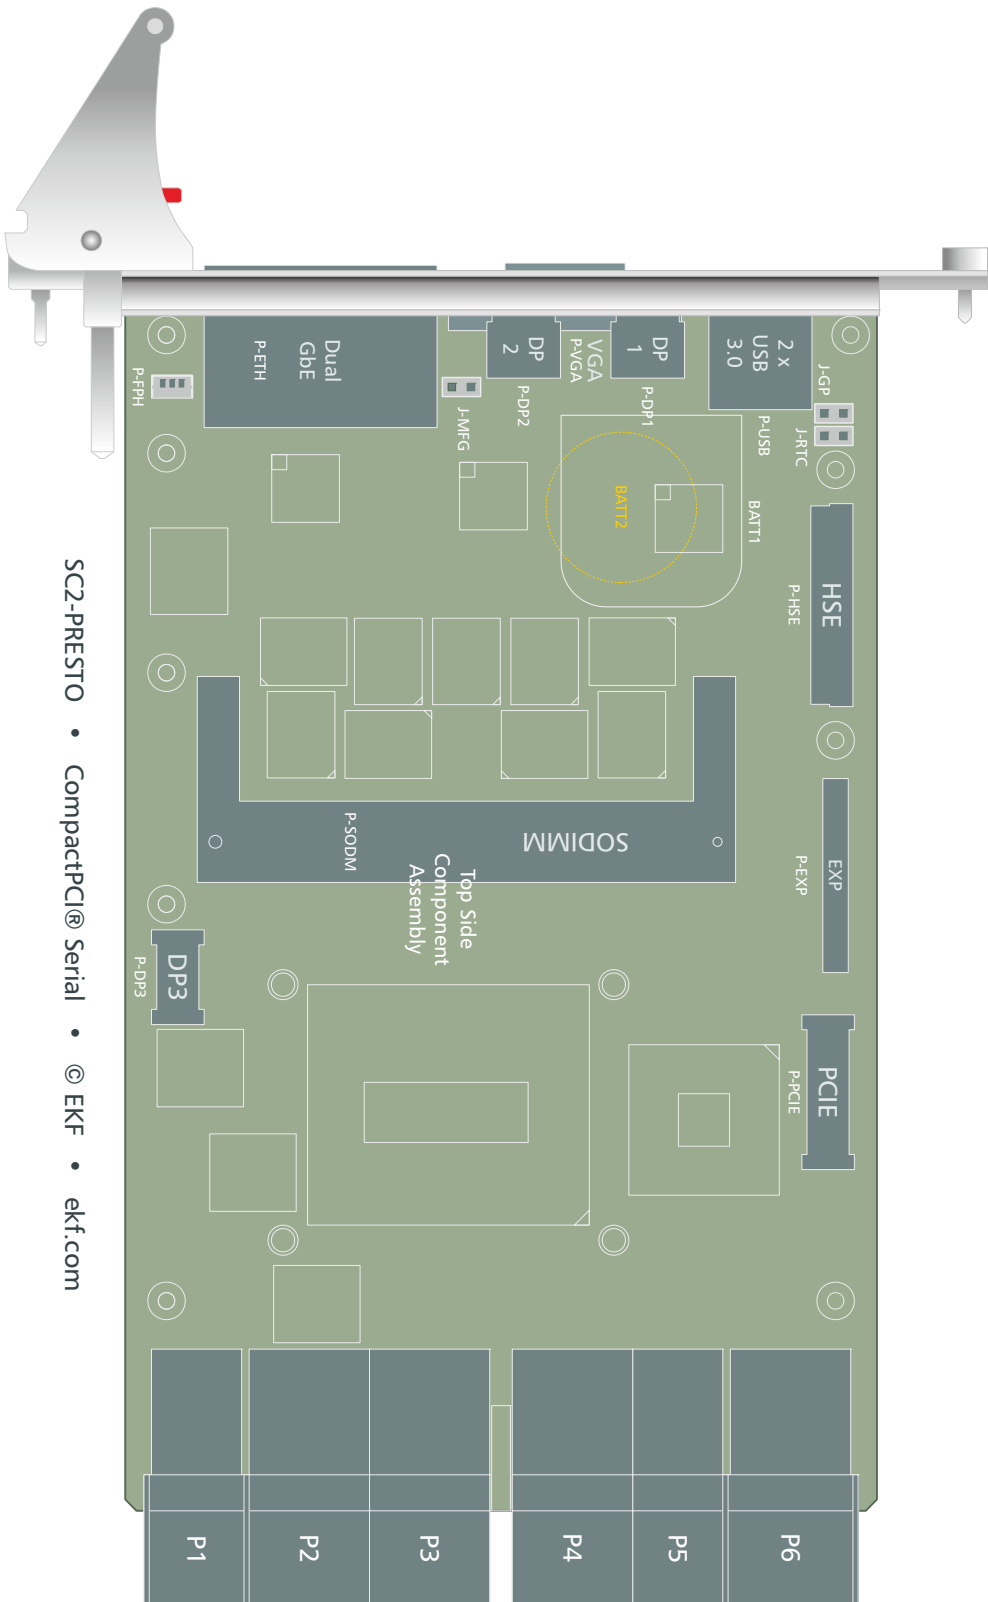 P-FPH
P-ETH
Dual
GbE
J-MFG
DP
2
P-DP2
VGA
P-VGA
DP
1
P-DP1
2 x
USB
3.0
P-USB
J-GP
J-RTC
BATT2
BATT1
HSE
P-HSE
P-SODM
SODIMM
Top Side
Component
Assembly
EXP
P-EXP
DP3
P-DP3
PCIE
P-PCIE
SC2-PRESTO • CompactPCI® Serial • © EKF • ekf.com
P1
P2
P3
P4
P5
P6